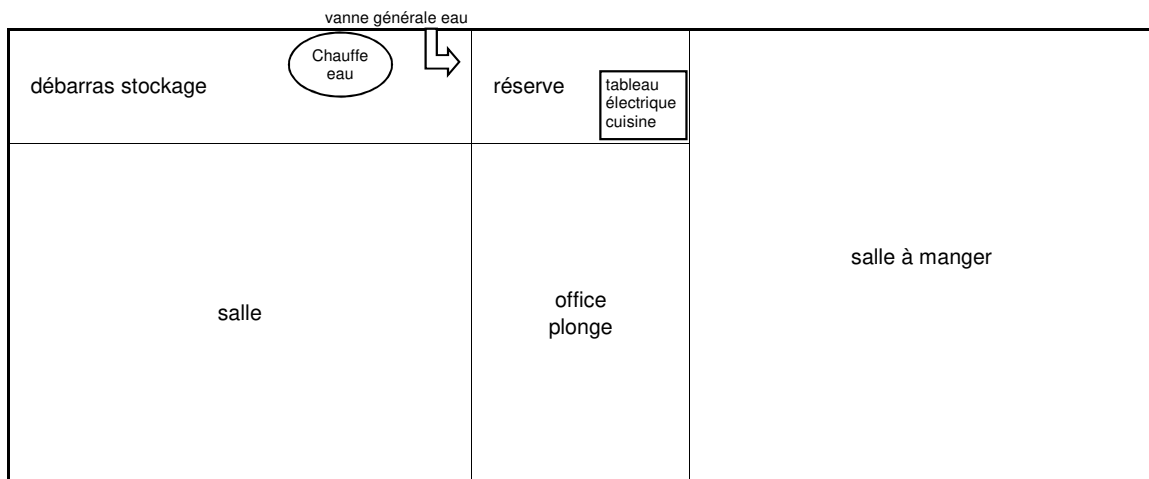 vanne générale eau
Chauffe
eau
débarras stockage
réserve
tableau
électrique
cuisine
salle à manger
salle
office
plonge